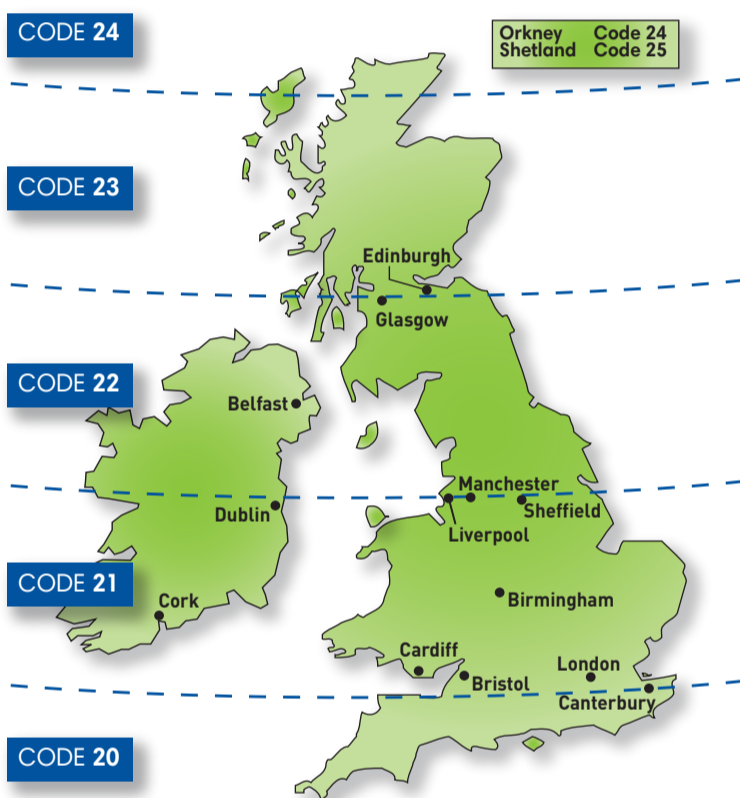 CODE 24
Orkney Code 24
Shetland Code 25
CODE 23
Edinburgh
Glasgow
CODE 22
Belfast
Manchester
Dublin
Sheffield
Liverpool
CODE 21
Cork
Birmingham
Cardiff
London
Bristol
Canterbury
CODE 20